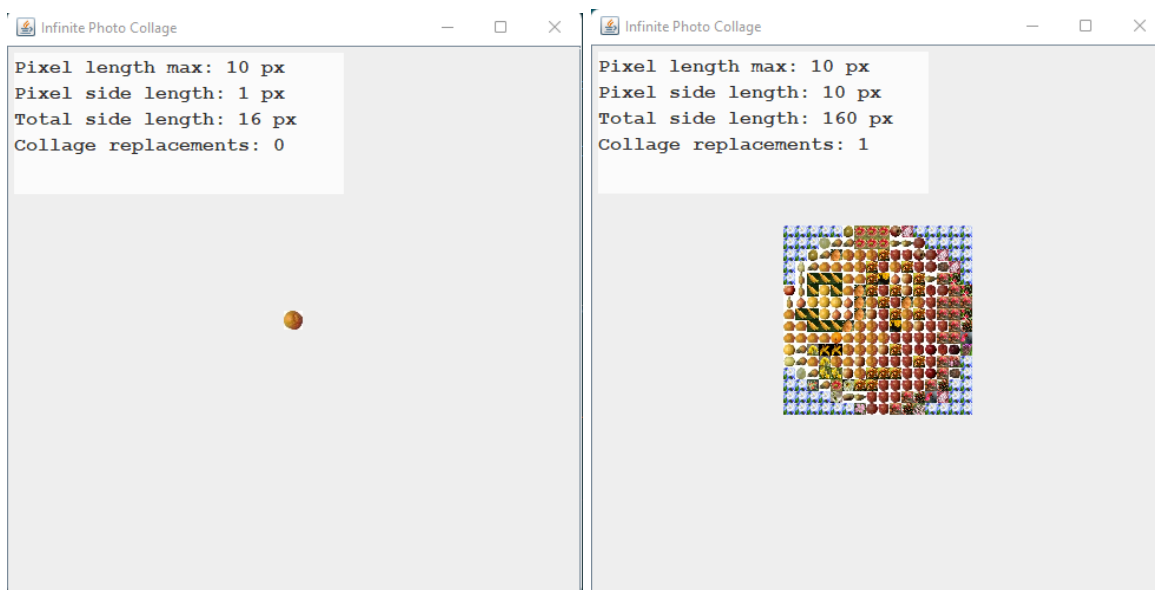 Infinite Photo Collage
Pixel length max: 10 px
Pixel side length: 1 px
Total side length: 16 px
Collage replacements: 0
Infinite Photo Collage
Pixel length max: 10 px
Pixel side length: 10 px
Total side length: 160 px
Collage replacements: 1